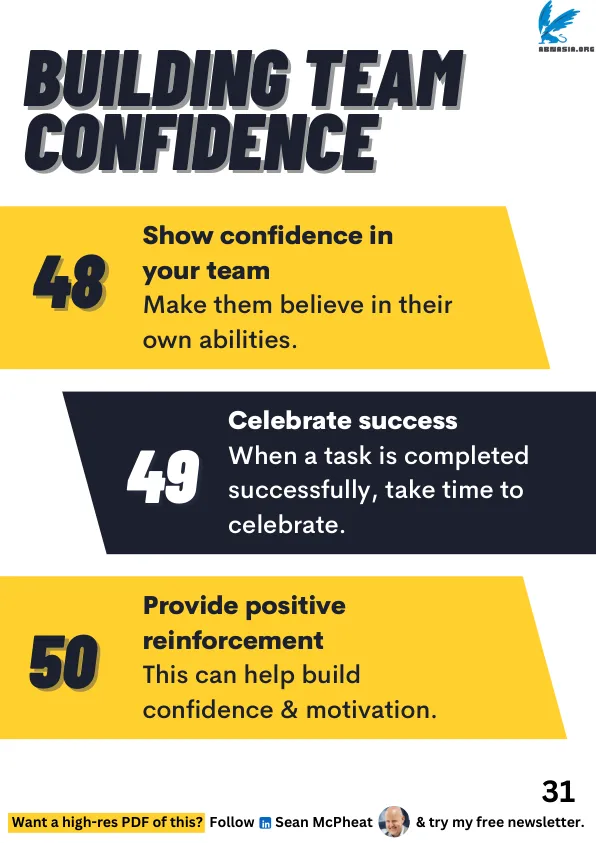 ABWASIA.ORG
BUILDING TEAM
CONFIDENCE
48
Show confidence in
your team
Make them believe in their
own abilities.
49
Celebrate success
When a task is completed
successfully, take time to
celebrate.
50
Provide positive
reinforcement
This can help build
confidence & motivation.
31
Want a high-res PDF of this? Follow in Sean McPheat & try my free newsletter.